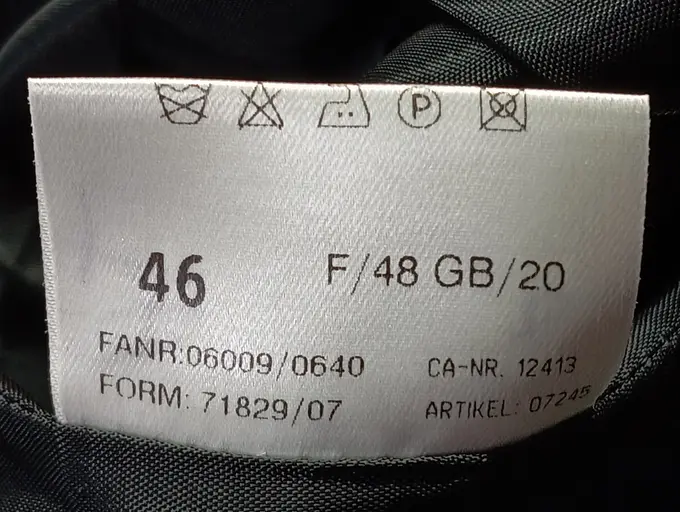 P
46 F/48 GB/20
FANR:06009/0640 CA-NR. 12413
FORM: 71829/07 ARTIKEL: 07245